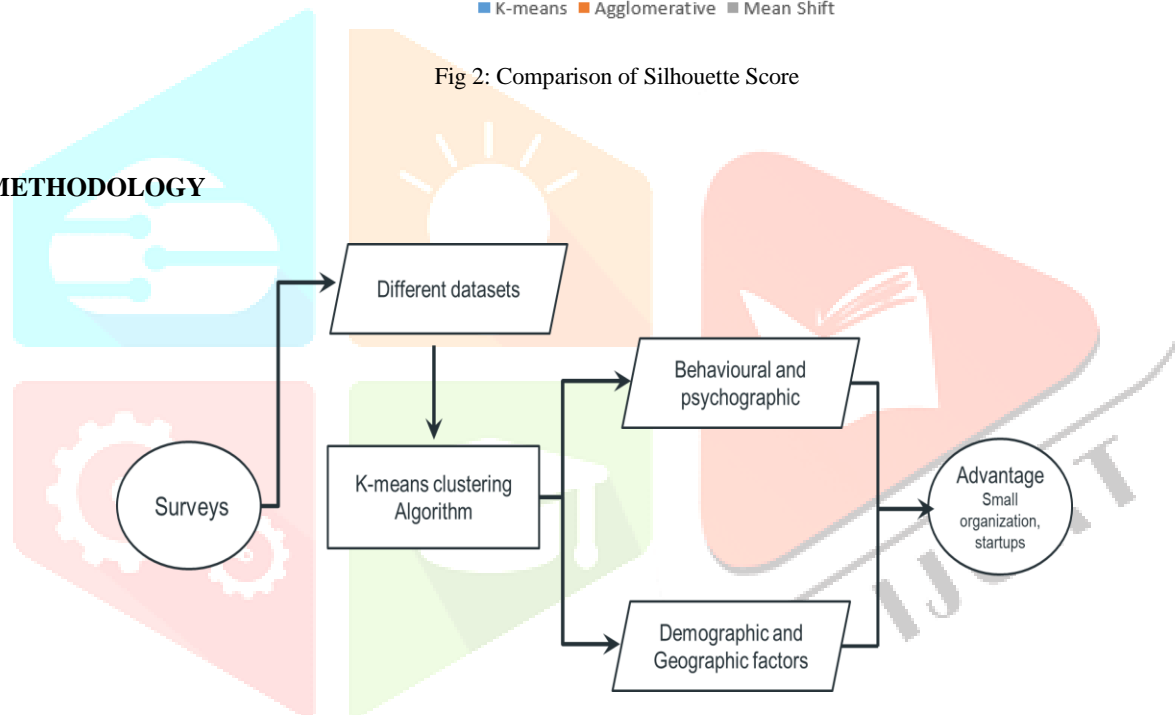 K-means Agglomerative Mean Shift
Fig 2: Comparison of Silhouette Score
METHODOLOGY
Different datasets
Behavioural and
psychographic
K-means clustering
Algorithm
Surveys
Advantage
Small
organization,
startups
Demographic and
Geographic factors
IJCRT